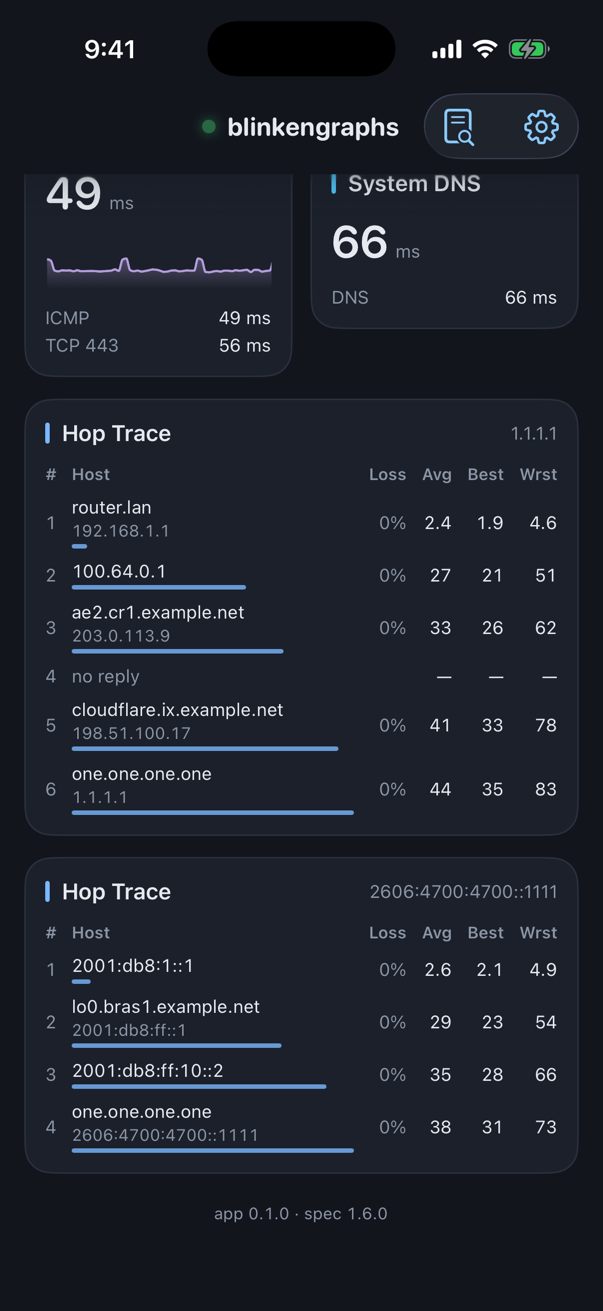 9:41
blinkengraphs
49 ms
ICMP 49 ms
TCP 443 56 ms
System DNS
66 ms
DNS 66 ms
Hop Trace 1.1.1.1
# Host Loss Avg Best Wrst
1 router.lan 0% 2.4 1.9 4.6
192.168.1.1
2 100.64.0.1 0% 27 21 51
3 ae2.cr1.example.net 0% 33 26 62
203.0.113.9
4 no reply — — —
5 cloudflare.ix.example.net 0% 41 33 78
198.51.100.17
6 one.one.one.one 0% 44 35 83
1.1.1.1
Hop Trace 2606:4700:4700::1111
# Host Loss Avg Best Wrst
1 2001:db8:1::1 0% 2.6 2.1 4.9
2 lo0.bras1.example.net 0% 29 23 54
2001:db8:ff::1
3 2001:db8:ff:10::2 0% 35 28 66
4 one.one.one.one 0% 38 31 73
2606:4700:4700::1111
app 0.1.0 · spec 1.6.0